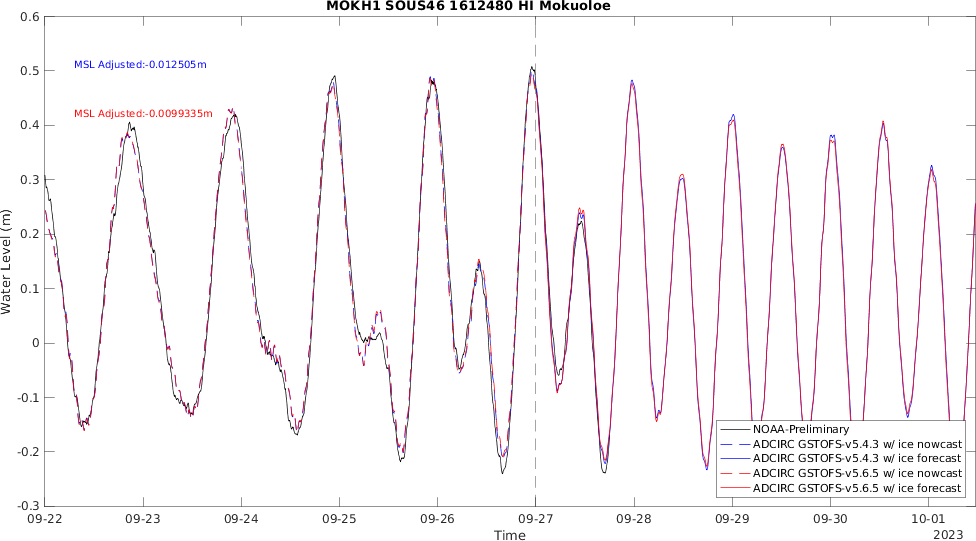 MOKH1 SOUS46 1612480 HI Mokuoloe
0.6
0.5
0.4
0.3
0.2
0.1
0
-0.1
-0.2
-0.3
Water Level (m)
MSL Adjusted:-0.012505m
MSL Adjusted:-0.0099335m
NOAA-Preliminary
ADCIRC GSTOFS-v5.4.3 w/ ice nowcast
ADCIRC GSTOFS-v5.4.3 w/ ice forecast
ADCIRC GSTOFS-v5.6.5 w/ ice nowcast
ADCIRC GSTOFS-v5.6.5 w/ ice forecast
09-22 09-23 09-24 09-25 09-26 09-27 09-28 09-29 09-30 10-01
Time
2023